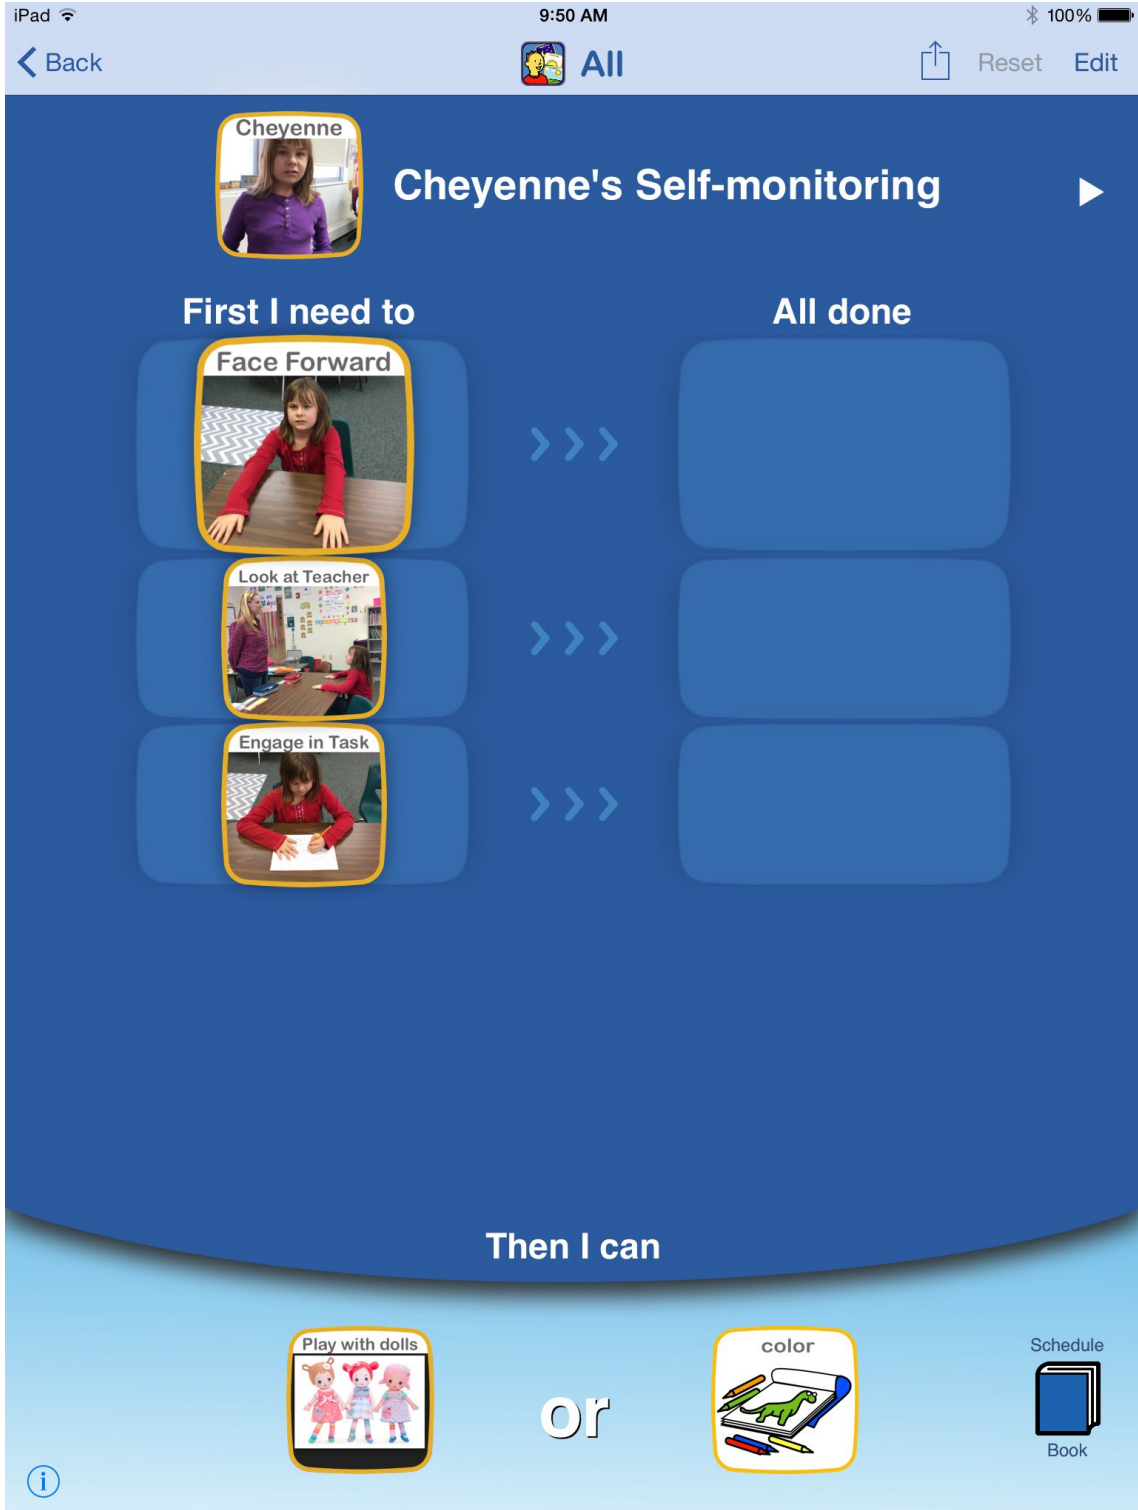 iPad 9:50 AM 100%
Back All Reset Edit
Cheyenne
Cheyenne's Self-monitoring
First I need to All done
Face Forward
Look at Teacher
Engage in Task
Then I can
Play with dolls
or
color
Schedule
Book
i